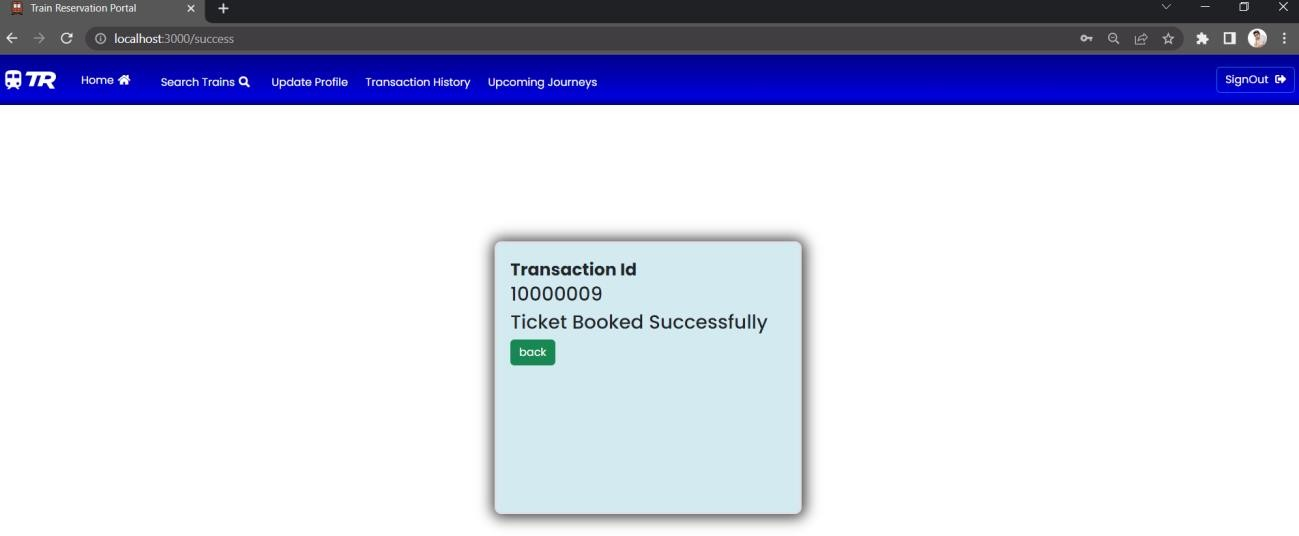 Train Reservation Portal
localhost:3000/success
TR Home Search Trains Update Profile Transaction History Upcoming Journeys SignOut
Transaction Id
10000009
Ticket Booked Successfully
back